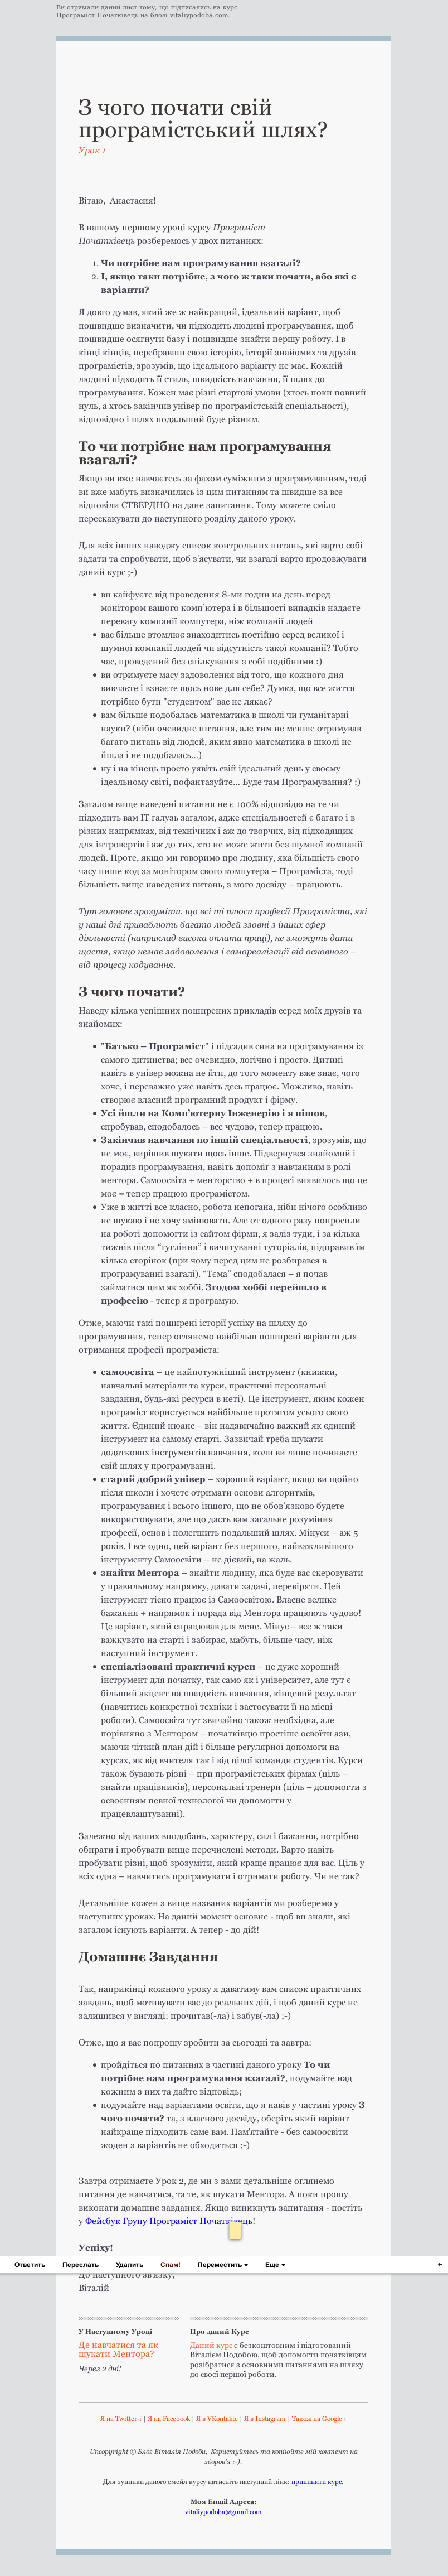 Ви отримали даний лист тому, що підписались на курс
Програміст Початківець на блозі vitaliypodoba.com.
З чого почати свій
програмістський шлях?
Урок 1
Вітаю,  Анастасия!
В нашому першому уроці курсу Програміст
Початківець розберемось у двох питаннях:
1. Чи потрібне нам програмування взагалі?
2. І, якщо таки потрібне, з чого ж таки почати, або які є
варіанти?
Я довго думав, який же ж найкращий, ідеальний варіант, щоб
пошвидше визначити, чи підходить людині програмування, щоб
пошвидше осягнути базу і пошвидше знайти першу роботу. І в
кінці кінців, перебравши свою історію, історії знайомих та друзів
програмістів, зрозумів, що ідеального варіанту не має. Кожній
людині підходить її стиль, швидкість навчання, її шлях до
програмування. Кожен має різні стартові умови (хтось поки повний
нуль, а хтось закінчив універ по програмістській спеціальності),
відповідно і шлях подальший буде різним.
То чи потрібне нам програмування
взагалі?
Якщо ви вже навчаєтесь за фахом суміжним з програмуванням, тоді
ви вже мабуть визначились із цим питанням та швидше за все
відповіли СТВЕРДНО на дане запитання. Тому можете сміло
перескакувати до наступного розділу даного уроку.
Для всіх інших наводжу список контрольних питань, які варто собі
задати та спробувати, щоб з’ясувати, чи взагалі варто продовжувати
даний курс ;-)
• ви кайфуєте від проведення 8-ми годин на день перед
монітором вашого комп’ютера і в більшості випадків надаєте
перевагу компанії компутера, ніж компанії людей
• вас більше втомлює знаходитись постійно серед великої і
шумної компанії людей чи відсутність такої компанії? Тобто
час, проведений без спілкування з собі подібними :)
• ви отримуєте масу задоволення від того, що кожного дня
вивчаєте і взнаєте щось нове для себе? Думка, що все життя
потрібно бути "студентом" вас не лякає?
• вам більше подобалась математика в школі чи гуманітарні
науки? (ніби очевидне питання, але тим не менше отримував
багато питань від людей, яким явно математика в школі не
йшла і не подобалась...)
• ну і на кінець просто уявіть свій ідеальний день у своєму
ідеальному світі, пофантазуйте... Буде там Програмування? :)
Загалом вище наведені питання не є 100% відповіддю на те чи
підходить вам ІТ галузь загалом, адже спеціальностей є багато і в
різних напрямках, від технічних і аж до творчих, від підходящих
для інтровертів і аж до тих, хто не може жити без шумної компанії
людей. Проте, якщо ми говоримо про людину, яка більшість свого
часу пише код за монітором свого компутера – Програміста, тоді
більшість вище наведених питань, з мого досвіду – працюють.
Тут головне зрозуміти, що всі ті плюси професії Програміста, які
у наші дні приваблють багато людей ззовні з інших сфер
діяльності (наприклад висока оплата праці), не зможуть дати
щастя, якщо немає задоволення і самореалізації від основного –
від процесу кодування.
З чого почати?
Наведу кілька успішних поширених прикладів серед моїх друзів та
знайомих:
• "Батько – Програміст" і підсадив сина на програмування із
самого дитинства; все очевидно, логічно і просто. Дитині
навіть в універ можна не йти, до того моменту вже знає, чого
хоче, і переважно уже навіть десь працює. Можливо, навіть
створює власний програмний продукт і фірму.
• Усі йшли на Комп’ютерну Інженерію і я пішов,
спробував, сподобалось – все чудово, тепер працюю.
• Закінчив навчання по іншій спеціальності, зрозумів, що
не моє, вирішив шукати щось інше. Підвернувся знайомий і
порадив програмування, навіть допоміг з навчанням в ролі
ментора. Самоосвіта + менторство + в процесі виявилось що це
моє = тепер працюю програмістом.
• Уже в житті все класно, робота непогана, ніби нічого особливо
не шукаю і не хочу змінювати. Але от одного разу попросили
на роботі допомогти із сайтом фірми, я заліз туди, і за кілька
тижнів після “гугління” і вичитуванні туторіалів, підправив їм
кілька сторінок (при чому перед цим не розбирався в
програмуванні взагалі). “Тєма” сподобалася – я почав
займатися цим як хоббі. Згодом хоббі перейшло в
професію - тепер я програмую.
Отже, маючи такі поширені історії успіху на шляху до
програмування, тепер оглянемо найбільш поширені варіанти для
отримання професії програміста:
• самоосвіта – це найпотужніший інструмент (книжки,
навчальні матеріали та курси, практичні персональні
завдання, будь-які ресурси в неті). Це інструмент, яким кожен
програміст користується найбільше протягом усього свого
життя. Єдиний нюанс – він надзвичайно важкий як єдиний
інструмент на самому старті. Зазвичай треба шукати
додаткових інструментів навчання, коли ви лише починаєте
свій шлях у програмуванні.
• старий добрий універ – хороший варіант, якщо ви щойно
після школи і хочете отримати основи алгоритмів,
програмування і всього іншого, що не обов’язково будете
використовувати, але що дасть вам загальне розуміння
професії, основ і полегшить подальший шлях. Мінуси – аж 5
років. І все одно, цей варіант без першого, найважливішого
інструменту Самоосвіти – не дієвий, на жаль.
• знайти Ментора – знайти людину, яка буде вас скеровувати
у правильному напрямку, давати задачі, перевіряти. Цей
інструмент тісно працює із Самоосвітою. Власне велике
бажання + напрямок і порада від Ментора працюють чудово!
Це варіант, який спрацював для мене. Мінус – все ж таки
важкувато на старті і забирає, мабуть, більше часу, ніж
наступний інструмент.
• спеціалізовані практичні курси – це дуже хороший
інструмент для початку, так само як і університет, але тут є
більший акцент на швидкість навчання, кінцевий результат
(навчитись конкретної техніки і застосувати її на місці
роботи). Самоосвіта тут звичайно також необхідна, але
порівняно з Ментором – початківцю простіше освоїти ази,
маючи чіткий план дій і більше регулярної допомоги на
курсах, як від вчителя так і від цілої команди студентів. Курси
також бувають різні – при програмістських фірмах (ціль –
знайти працівників), персональні тренери (ціль – допомогти з
освоєнням певної технології чи допомогти у
працевлаштуванні).
Залежно від ваших вподобань, характеру, сил і бажання, потрібно
обирати і пробувати вище перечислені методи. Варто навіть
пробувати різні, щоб зрозуміти, який краще працює для вас. Ціль у
всіх одна – навчитись програмувати і отримати роботу. Чи не так?
Детальніше кожен з вище названих варіантів ми розберемо у
наступних уроках. На даний момент основне - щоб ви знали, які
загалом існують варіанти. А тепер - до дій!
Домашнє Завдання
Так, наприкінці кожного уроку я даватиму вам список практичних
завдань, щоб мотивувати вас до реальних дій, і щоб даний курс не
залишився у вигляді: прочитав(-ла) і забув(-ла) ;-)
Отже, що я вас попрошу зробити за сьогодні та завтра:
• пройдіться по питаннях в частині даного уроку То чи
потрібне нам програмування взагалі?, подумайте над
кожним з них та дайте відповідь;
• подумайте над варіантами освіти, що я навів у частині уроку З
чого почати? та, з власного досвіду, оберіть який варіант
найкраще підходить саме вам. Пам'ятайте - без самоосвіти
жоден з варіантів не обходиться ;-)
Завтра отримаєте Урок 2, де ми з вами детальніше оглянемо
питання де навчатися, та те, як шукати Ментора. А поки прошу
виконати домашнє завдання. Якщо виникнуть запитання - постіть
у Фейсбук Групу Програміст Початківець!
Успіху!
Ответить Переслать Удалить Спам! Переместить Еще +
До наступного зв'язку,
Віталій
У Наступному Уроці
Де навчатися та як
шукати Ментора?
Через 2 дні!
Про даний Курс
Даний курс є безкоштовним і підготований
Віталієм Подобою, щоб допомогти початківцям
розібратися з основними питаннями на шляху
до своєї першої роботи.
Я на Twitter-і | Я на Facebook | Я в VKontakte | Я в Instagram | Також на Google+
Uncopyright © Блог Віталія Подоби, Користуйтесь та копіюйте мій контент на
здоров'я :-).
Для зупинки даного емейл курсу натисніть наступний лінк: припинити курс.
Моя Email Адреса:
vitaliypodoba@gmail.com